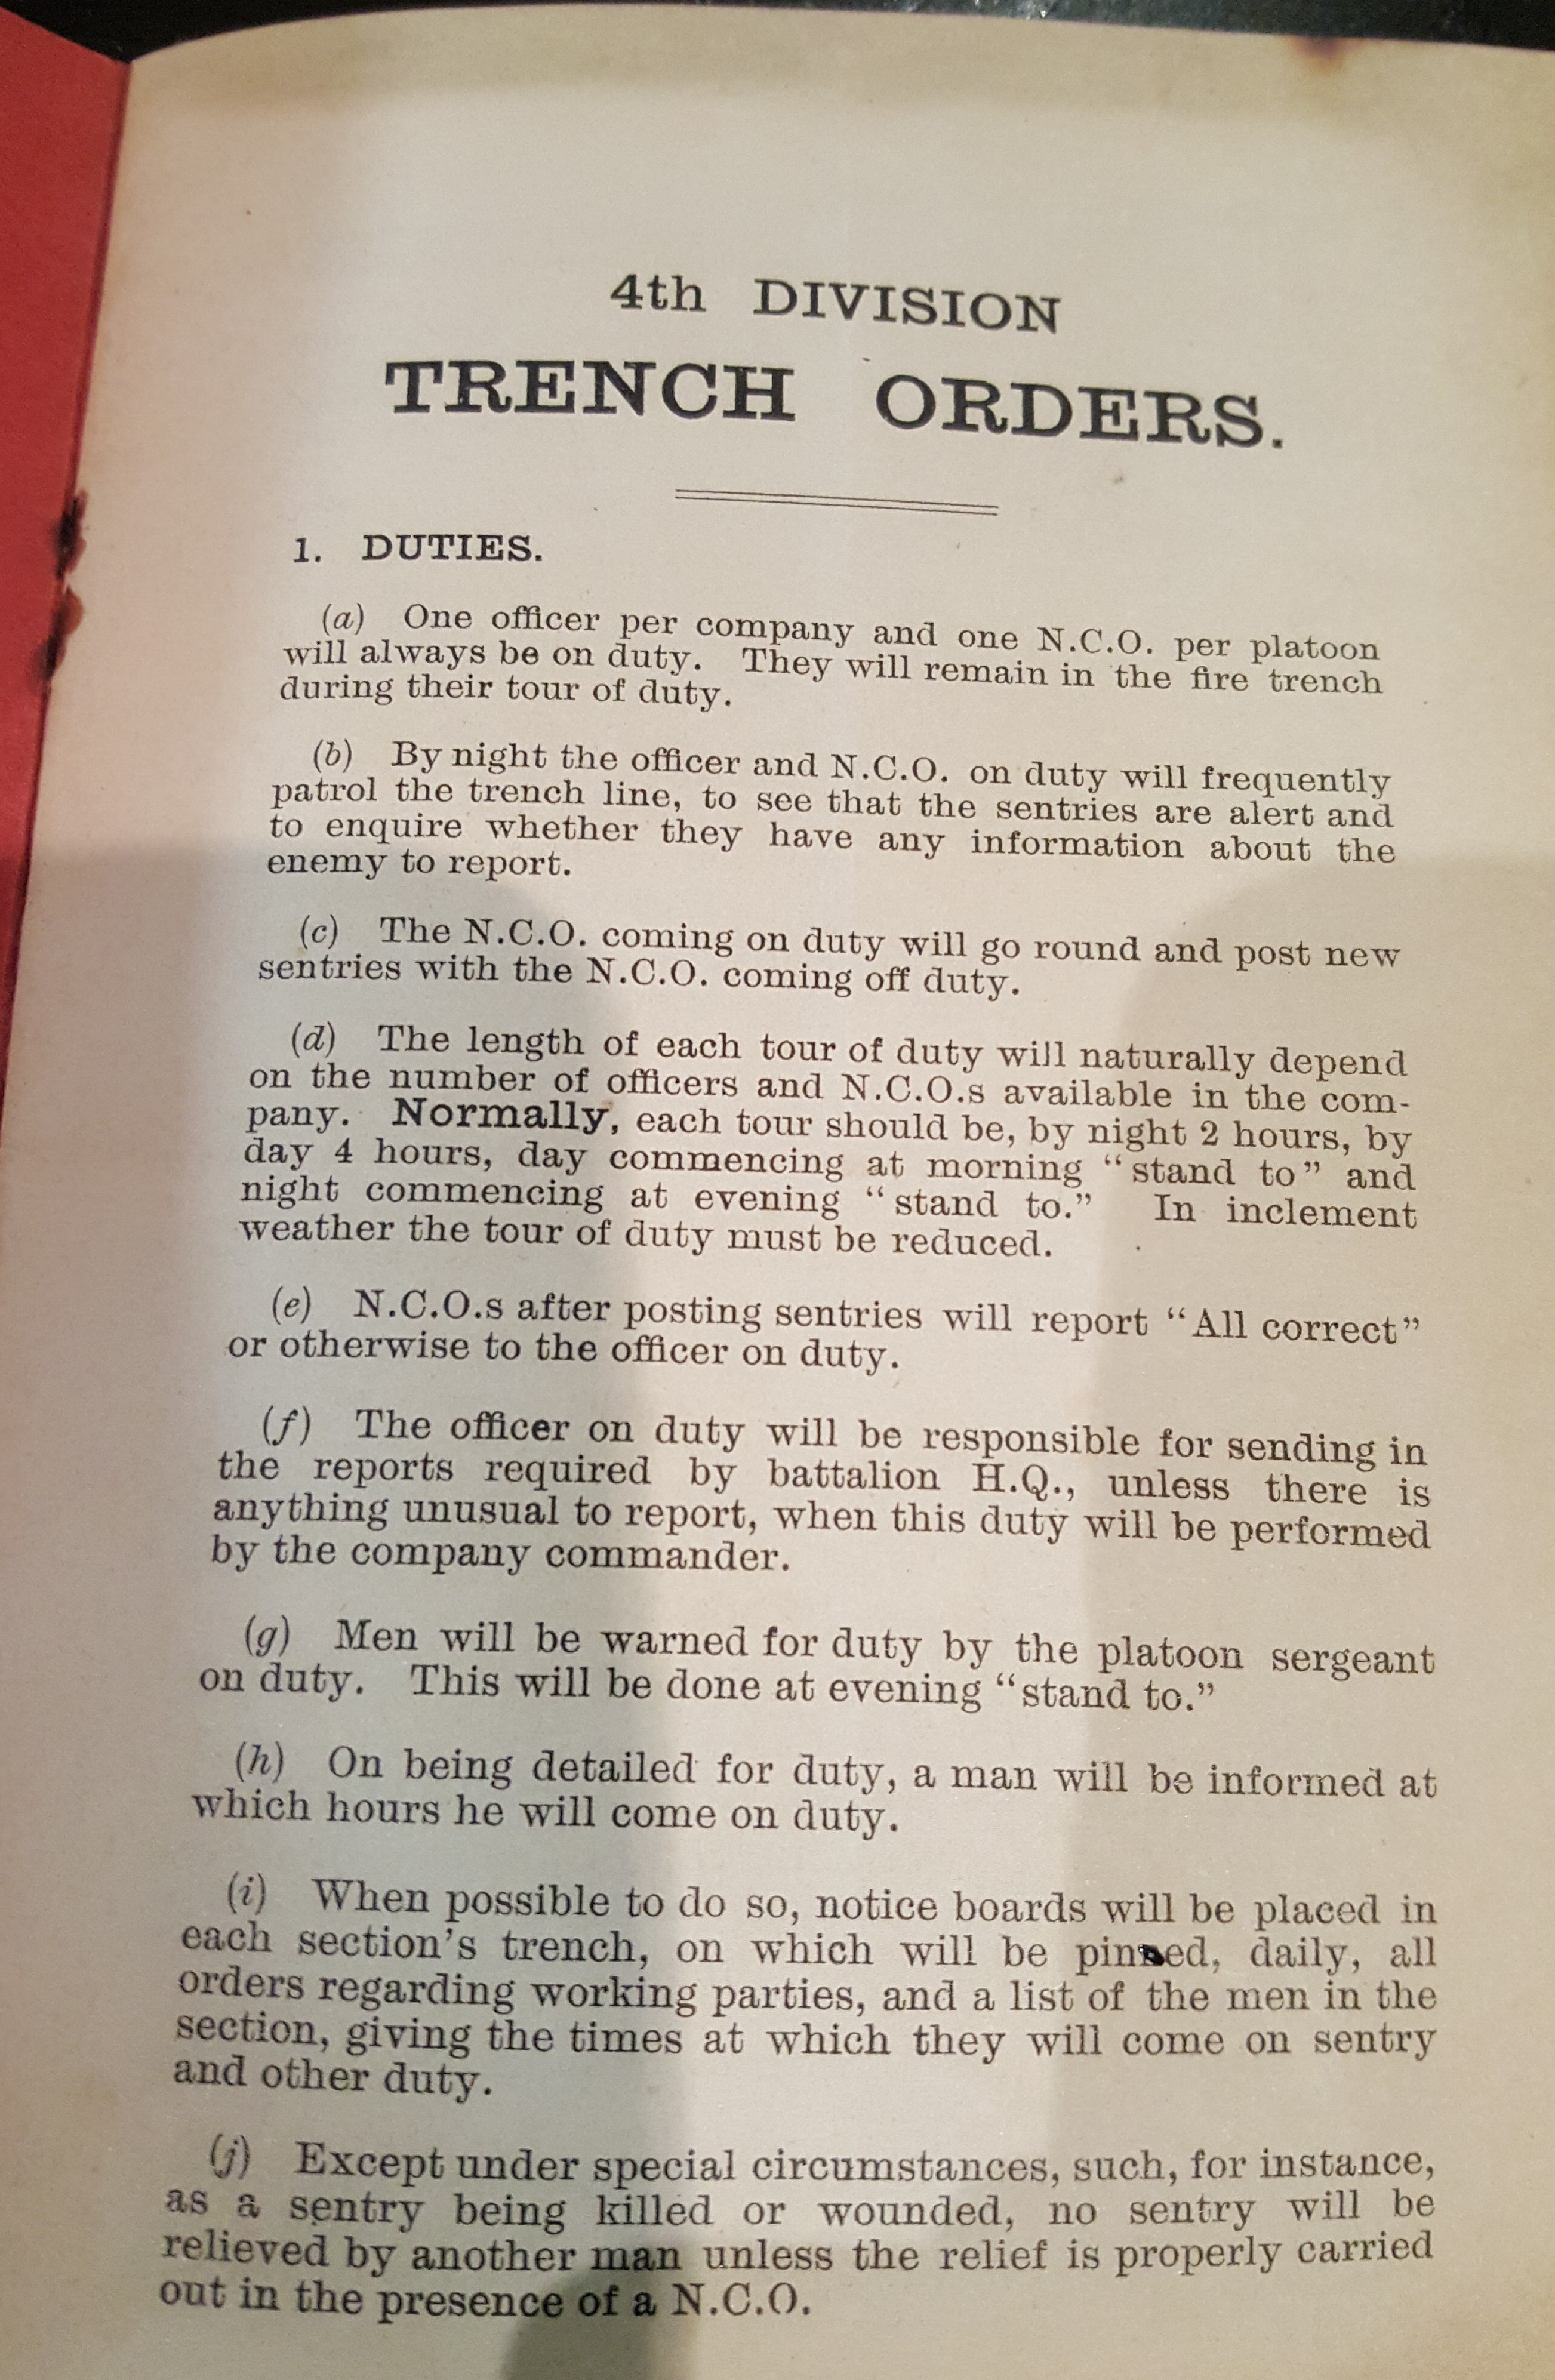 4th DIVISION
TRENCH ORDERS.
1. DUTIES.
(a) One officer per company and one N.C.O. per platoon
will always be on duty. They will remain in the fire trench
during their tour of duty.
(b) By night the officer and N.C.O. on duty will frequently
patrol the trench line, to see that the sentries are alert and
to enquire whether they have any information about the
enemy to report.
(c) The N.C.O. coming on duty will go round and post new
sentries with the N.C.O. coming off duty.
(d) The length of each tour of duty will naturally depend
on the number of officers and N.C.O.s available in the com-
pany. Normally, each tour should be, by night 2 hours, by
day 4 hours, day commencing at morning “stand to” and
night commencing at evening “stand to.” In inclement
weather the tour of duty must be reduced.
(e) N.C.O.s after posting sentries will report “All correct”
or otherwise to the officer on duty.
(f) The officer on duty will be responsible for sending in
the reports required by battalion H.Q., unless there is
anything unusual to report, when this duty will be performed
by the company commander.
(g) Men will be warned for duty by the platoon sergeant
on duty. This will be done at evening “stand to.”
(h) On being detailed for duty, a man will be informed at
which hours he will come on duty.
(i) When possible to do so, notice boards will be placed in
each section's trench, on which will be pinned, daily, all
orders regarding working parties, and a list of the men in the
section, giving the times at which they will come on sentry
and other duty.
(j) Except under special circumstances, such, for instance,
as a sentry being killed or wounded, no sentry will be
relieved by another man unless the relief is properly carried
out in the presence of a N.C.O.